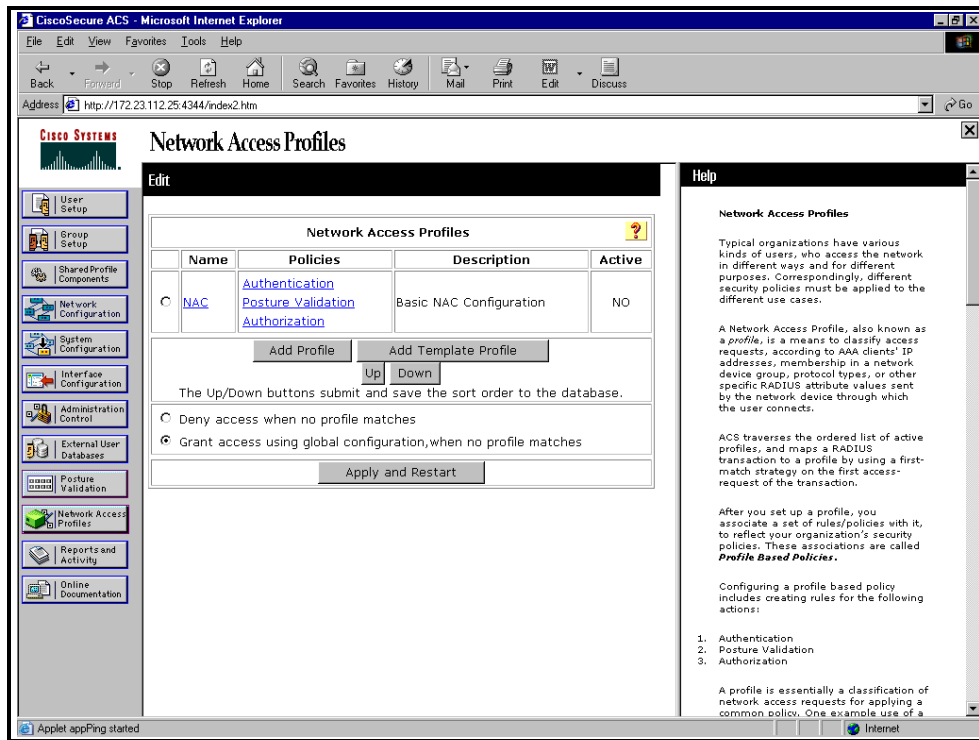 CiscoSecure ACS - Microsoft Internet Explorer
File Edit View Favorites Tools Help
Back Forward Stop Refresh Home Search Favorites History Mail Print Edit Discuss
Address http://172.23.112.25:4344/index2.htm Go
CISCO SYSTEMS
Network Access Profiles
User Setup
Group Setup
Shared Profile Components
Network Configuration
System Configuration
Interface Configuration
Administration Control
External User Databases
Posture Validation
Network Access Profiles
Reports and Activity
Online Documentation
Edit
Network Access Profiles ?
Name Policies Description Active
NAC
Authentication
Posture Validation
Authorization
Basic NAC Configuration
NO
Add Profile Add Template Profile
Up Down
The Up/Down buttons submit and save the sort order to the database.
Deny access when no profile matches
Grant access using global configuration,when no profile matches
Apply and Restart
Help
Network Access Profiles
Typical organizations have various
kinds of users, who access the network
in different ways and for different
purposes. Correspondingly, different
security policies must be applied to the
different use cases.
A Network Access Profile, also known as
a profile, is a means to classify access
requests, according to AAA clients' IP
addresses, membership in a network
device group, protocol types, or other
specific RADIUS attribute values sent
by the network device through which
the user connects.
ACS traverses the ordered list of active
profiles, and maps a RADIUS
transaction to a profile by using a first-
match strategy on the first access-
request of the transaction.
After you set up a profile, you
associate a set of rules/policies with it,
to reflect your organization's security
policies. These associations are called
Profile Based Policies.
Configuring a profile based policy
includes creating rules for the following
actions:
1. Authentication
2. Posture Validation
3. Authorization
A profile is essentially a classification of
network access requests for applying a
common policy. One example use of a
Applet appPing started
Internet